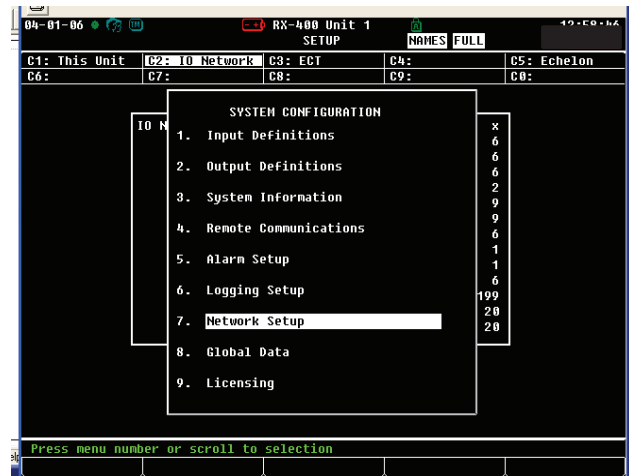 04-01-06 RX-400 Unit 1 12:58:46
SETUP NAMES FULL
C1: This Unit C2: IO Network C3: ECT C4: C5: Echelon
C6: C7: C8: C9: C0:
SYSTEM CONFIGURATION
IO N x
1. Input Definitions 6
6
2. Output Definitions 6
2
3. System Information 9
9
4. Remote Communications 6
1
5. Alarm Setup 1
6
6. Logging Setup 199
20
7. Network Setup 20
8. Global Data
9. Licensing
Press menu number or scroll to selection